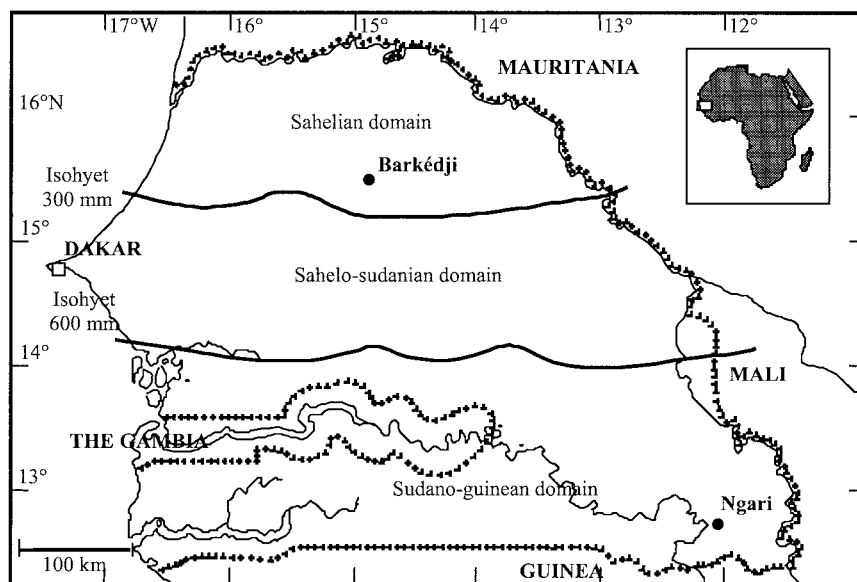 17°W
16°
15°
14°
13°
12°
MAURITANIA
16°N
Sahelian domain
Barkédji
Isohyet
300 mm
15°
DAKAR
Sahelo-sudanian domain
Isohyet
600 mm
14°
MALI
THE GAMBIA
13°
Sudano-guinean domain
Ngari
100 km
GUINEA